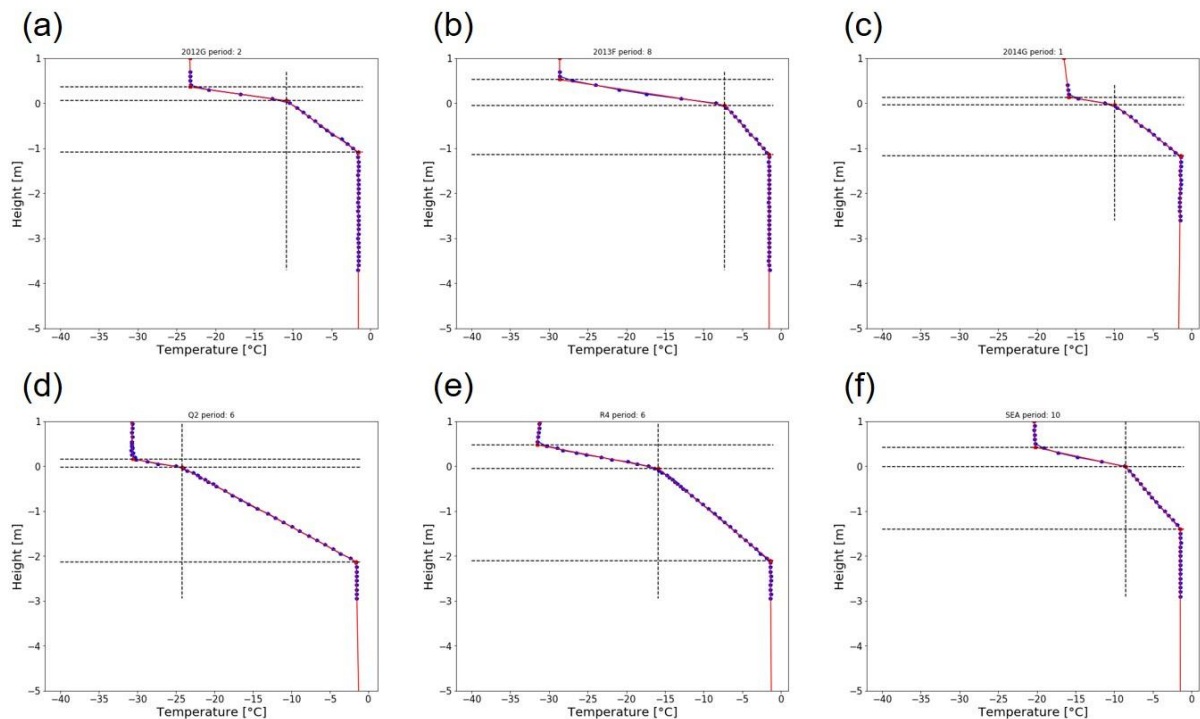 (a)
2012G period: 2
Height [m]
1
0
−1
−2
−3
−4
−5
−40 −35 −30 −25 −20 −15 −10 −5 0
Temperature [°C]
(b)
2013F period: 8
Height [m]
1
0
−1
−2
−3
−4
−5
−40 −35 −30 −25 −20 −15 −10 −5 0
Temperature [°C]
(c)
2014G period: 1
Height [m]
1
0
−1
−2
−3
−4
−5
−40 −35 −30 −25 −20 −15 −10 −5 0
Temperature [°C]
(d)
Q2 period: 6
Height [m]
1
0
−1
−2
−3
−4
−5
−40 −35 −30 −25 −20 −15 −10 −5 0
Temperature [°C]
(e)
R4 period: 6
Height [m]
1
0
−1
−2
−3
−4
−5
−40 −35 −30 −25 −20 −15 −10 −5 0
Temperature [°C]
(f)
SEA period: 10
Height [m]
1
0
−1
−2
−3
−4
−5
−40 −35 −30 −25 −20 −15 −10 −5 0
Temperature [°C]